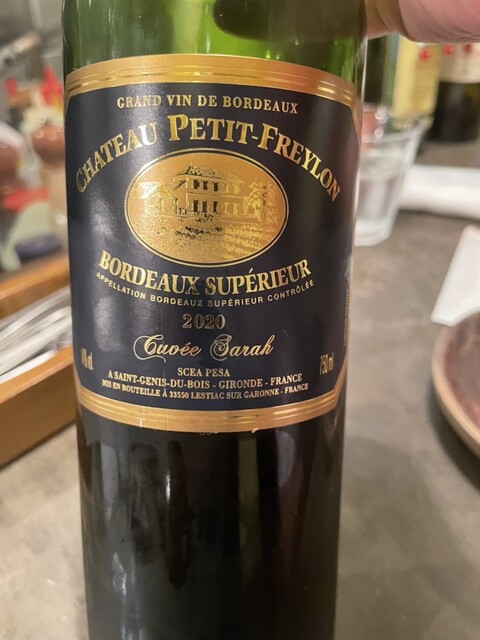 GRAND VIN DE BORDEAUX
CHATEAU PETIT-FREYLON
BORDEAUX SUPÉRIEUR
APPELLATION BORDEAUX SUPÉRIEUR CONTRÔLÉE
2020
Cuvée Sarah
SCEA PESA
750 ml
A SAINT-GENIS-DU-BOIS - GIRONDE - FRANCE
MIS EN BOUTEILLE À 33550 LESTIAC SUR GARONNE - FRANCE